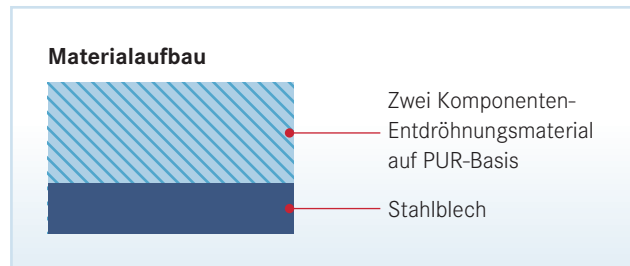 Materialaufbau
Zwei Komponenten-
Entdröhnungsmaterial
auf PUR-Basis
Stahlblech